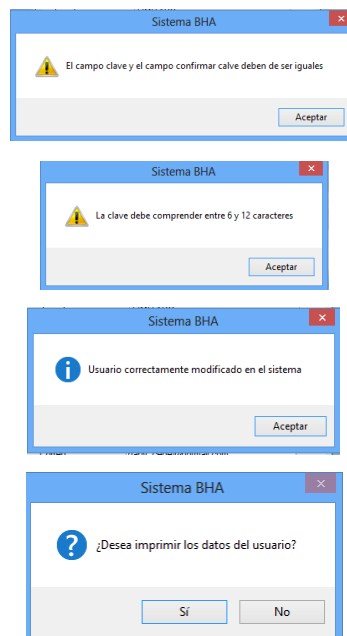 Sistema BHA
El campo clave y el campo confirmar calve deben de ser iguales
Aceptar
Sistema BHA
La clave debe comprender entre 6 y 12 caracteres
Aceptar
Sistema BHA
Usuario correctamente modificado en el sistema
Aceptar
Sistema BHA
¿Desea imprimir los datos del usuario?
Sí No